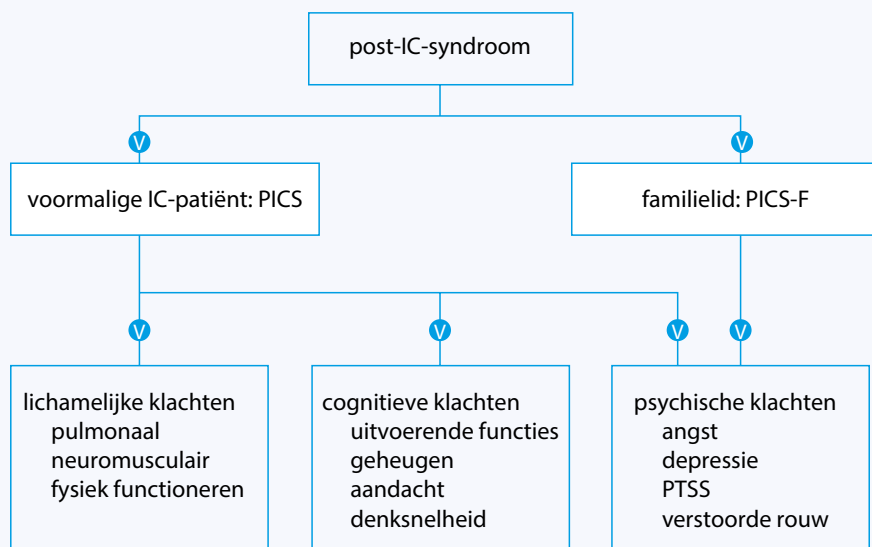 post-IC-syndroom
V
V
voormalige IC-patiënt: PICS
familielid: PICS-F
V
V
V
V
lichamelijke klachten
pulmonaal
neuromusculair
fysiek functioneren
cognitieve klachten
uitvoerende functies
geheugen
aandacht
denksnelheid
psychische klachten
angst
depressie
PTSS
verstoorde rouw